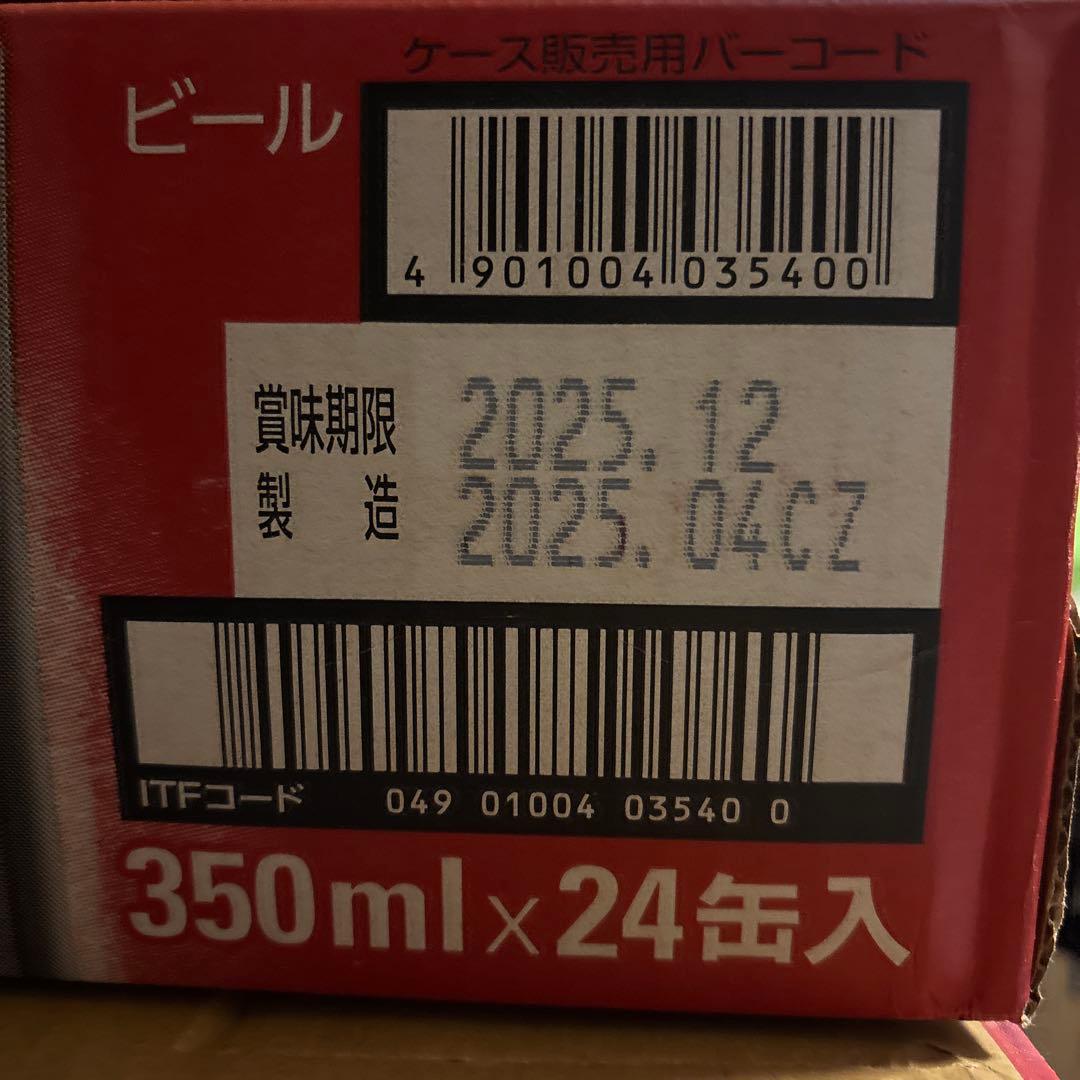 ケース販売用バーコード
ビール
4 901004 035400
賞味期限 2025.12
製造 2025.04CZ
ITFコード 049 01004 03540 0
350ml×24缶入